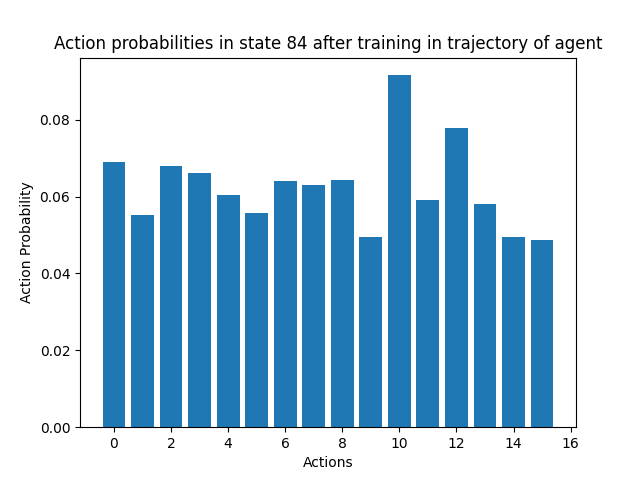 Action probabilities in state 84 after training in trajectory of agent
0.08
0.06
0.04
0.02
0.00
Action Probability
0 2 4 6 8 10 12 14 16
Actions